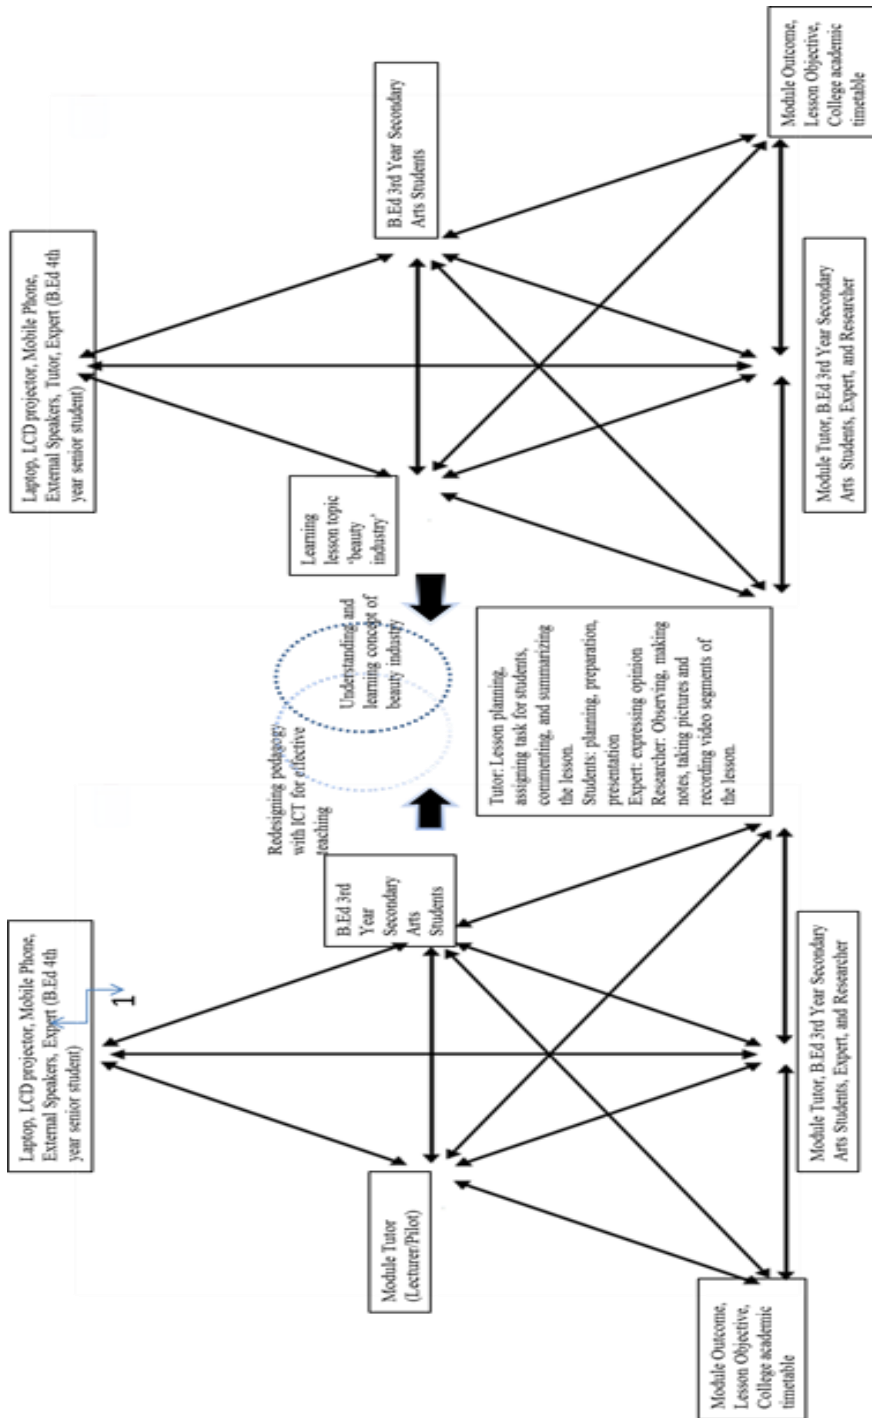 Laptop, LCD projector, Mobile Phone,
External Speakers, Expert (B.Ed 4th
year senior student)
1
Module Tutor
(Lecturer/Pilot)
B.Ed 3rd
Year
Secondary
Arts
Students
Module Outcome,
Lesson Objective,
College academic
timetable
Module Tutor, B.Ed 3rd Year Secondary
Arts Students, Expert, and Researcher
Redesigning pedagogy
with ICT for effective
teaching
Understanding and
learning concept of
beauty industry
Tutor: Lesson planning,
assigning task for students,
commenting, and summarizing
the lesson.
Students: planning, preparation,
presentation
Expert: expressing opinion
Researcher: Observing, making
notes, taking pictures and
recording video segments of
the lesson.
Laptop, LCD projector, Mobile Phone,
External Speakers, Tutor, Expert (B.Ed 4th
year senior student)
Learning
lesson topic
'beauty
industry'
B.Ed 3rd Year Secondary
Arts Students
Module Tutor, B.Ed 3rd Year Secondary
Arts Students, Expert, and Researcher
Module Outcome,
Lesson Objective,
College academic
timetable